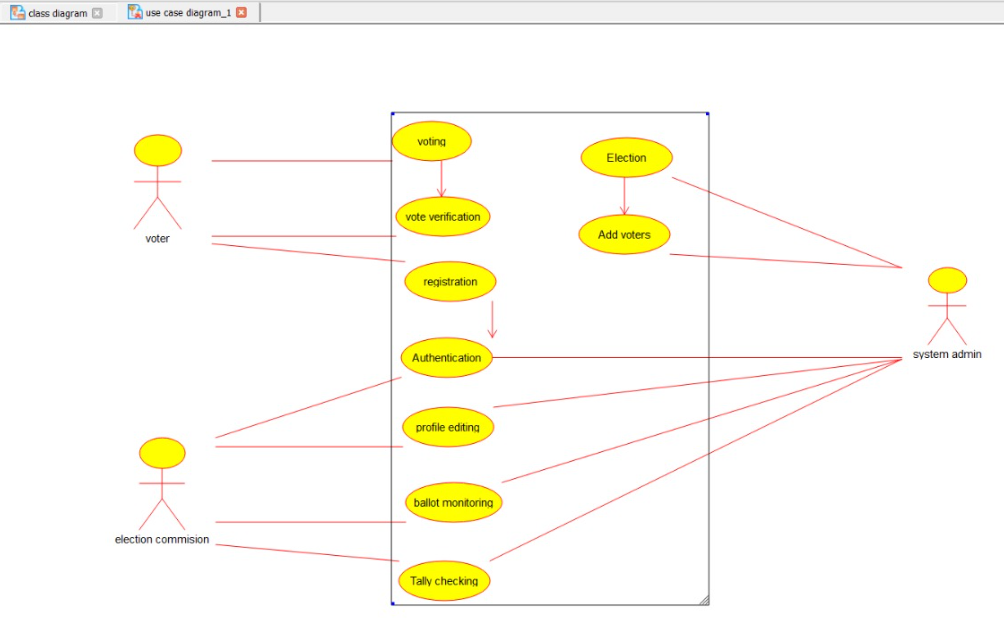 class diagram
use case diagram_1
voting
Election
vote verification
Add voters
voter
registration
Authentication
system admin
profile editing
ballot monitoring
election commision
Tally checking